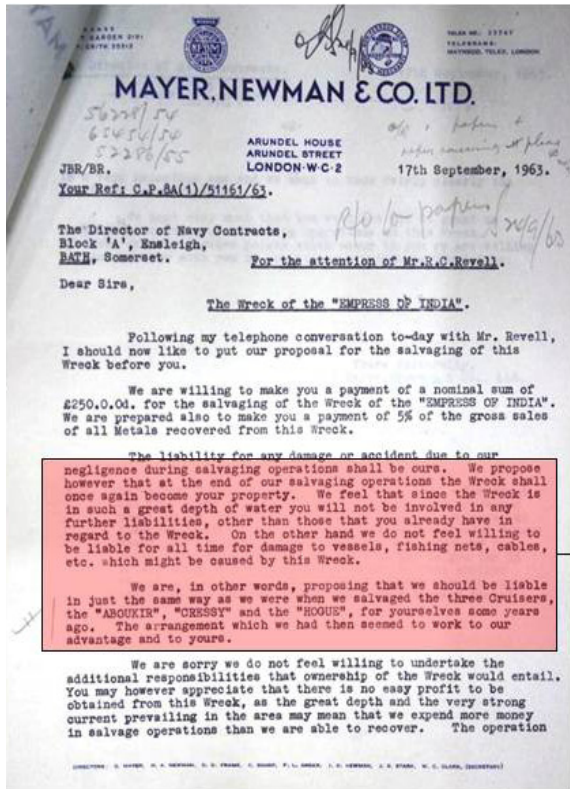 MAYER, NEWMAN & CO. LTD.
ARUNDEL HOUSE
ARUNDEL STREET
LONDON·W·C·2
56228/54
65454/54
52286/55
JBR/BR.
17th September, 1963.
Your Ref: C.P.8A(1)/51161/63.
The Director of Navy Contracts,
Block 'A', Ensleigh,
BATH, Somerset.
For the attention of Mr.R.C.Revell.
Dear Sirs,
The Wreck of the "EMPRESS OF INDIA".
Following my telephone conversation to-day with Mr. Revell,
I should now like to put our proposal for the salvaging of this
Wreck before you.
We are willing to make you a payment of a nominal sum of
£250.0.0d. for the salvaging of the Wreck of the "EMPRESS OF INDIA".
We are prepared also to make you a payment of 5% of the gross sales
of all Metals recovered from this Wreck.
The liability for any damage or accident due to our
negligence during salvaging operations shall be ours. We propose
however that at the end of our salvaging operations the Wreck shall
once again become your property. We feel that since the Wreck is
in such a great depth of water you will not be involved in any
further liabilities, other than those that you already have in
regard to the Wreck. On the other hand we do not feel willing to
be liable for all time for damage to vessels, fishing nets, cables,
etc. which might be caused by this Wreck.
We are, in other words, proposing that we should be liable
in just the same way as we were when we salvaged the three Cruisers,
the "ABOUKIR", "CRESSY" and the "HOGUE", for yourselves some years
ago. The arrangement which we had then seemed to work to our
advantage and to yours.
We are sorry we do not feel willing to undertake the
additional responsibilities that ownership of the Wreck would entail.
You may however appreciate that there is no easy profit to be
obtained from this Wreck, as the great depth and the very strong
current prevailing in the area may mean that we expend more money
in salvage operations than we are able to recover. The operation